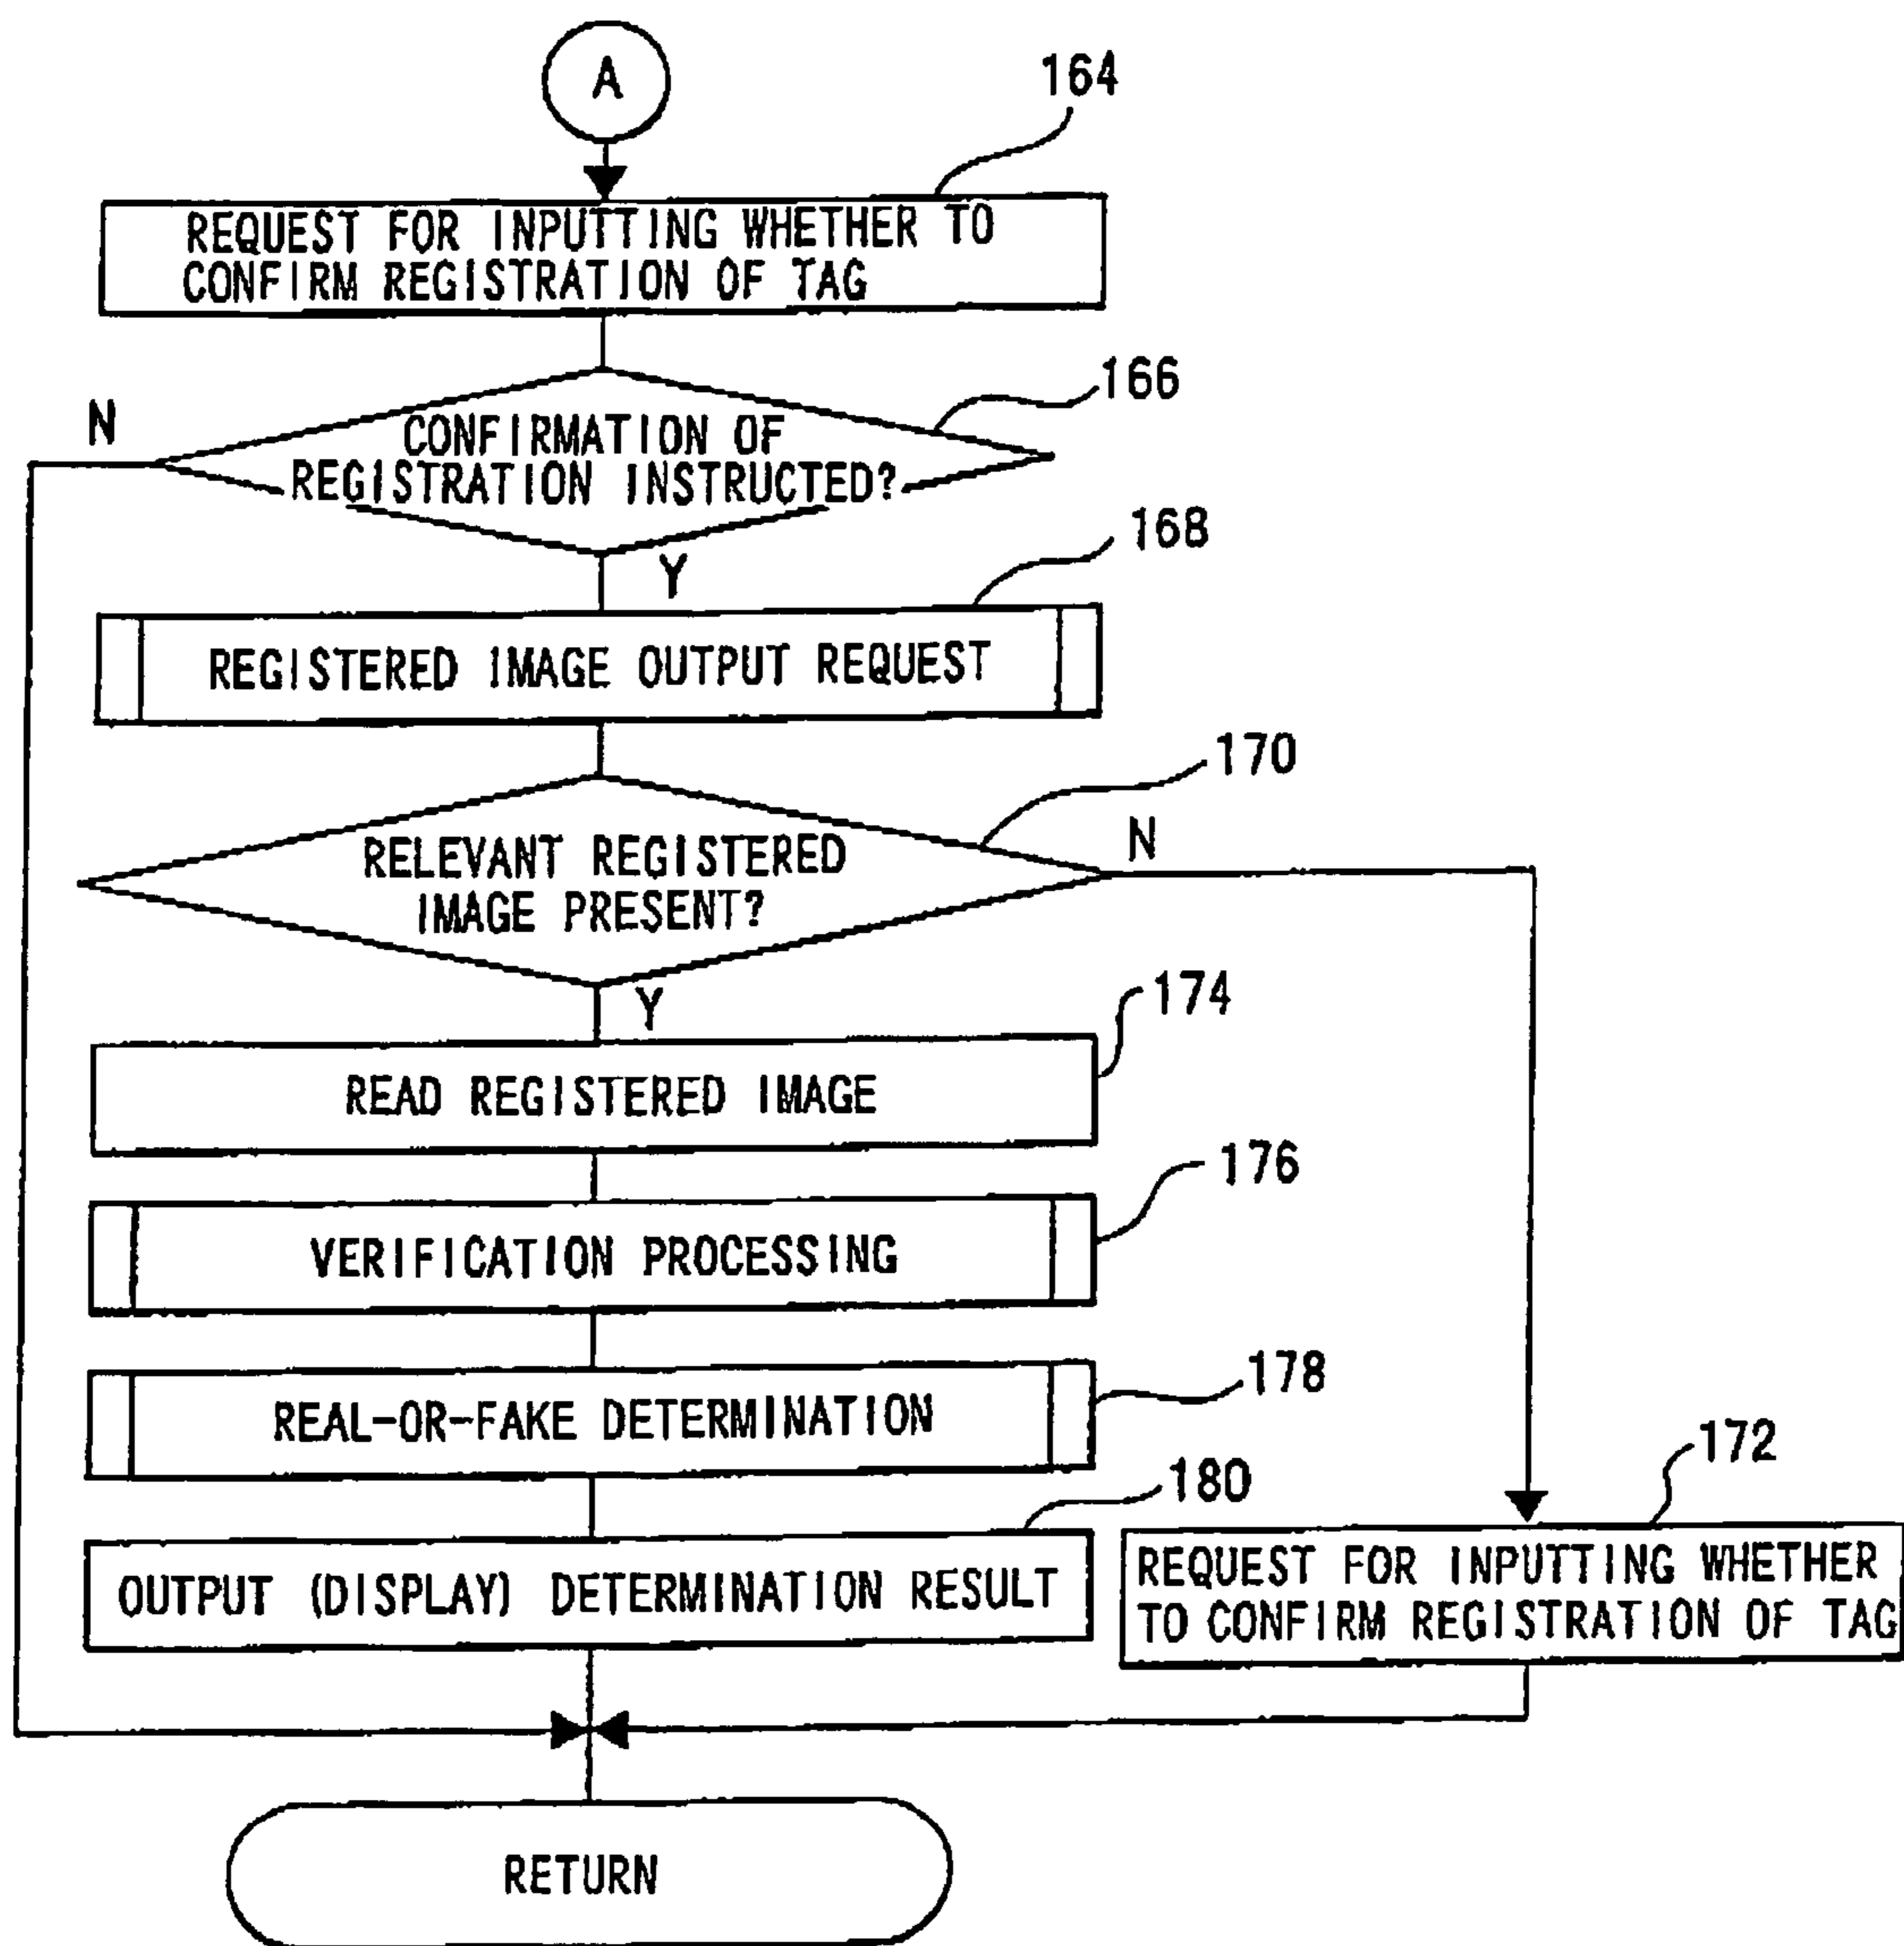 A
164
REQUEST FOR INPUTTING WHETHER TO
CONFIRM REGISTRATION OF TAG
166
N
CONFIRMATION OF
REGISTRATION INSTRUCTED?
168
Y
REGISTERED IMAGE OUTPUT REQUEST
170
N
RELEVANT REGISTERED
IMAGE PRESENT?
174
Y
READ REGISTERED IMAGE
176
VERIFICATION PROCESSING
178
REAL-OR-FAKE DETERMINATION
172
180
OUTPUT (DISPLAY) DETERMINATION RESULT
REQUEST FOR INPUTTING WHETHER
TO CONFIRM REGISTRATION OF TAG
RETURN